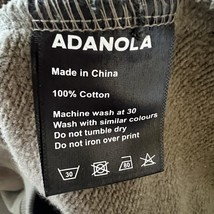 ADANOLA
Made in China
100% Cotton
Machine wash at 30
Wash with similar colours
Do not tumble dry
Do not iron over print
30